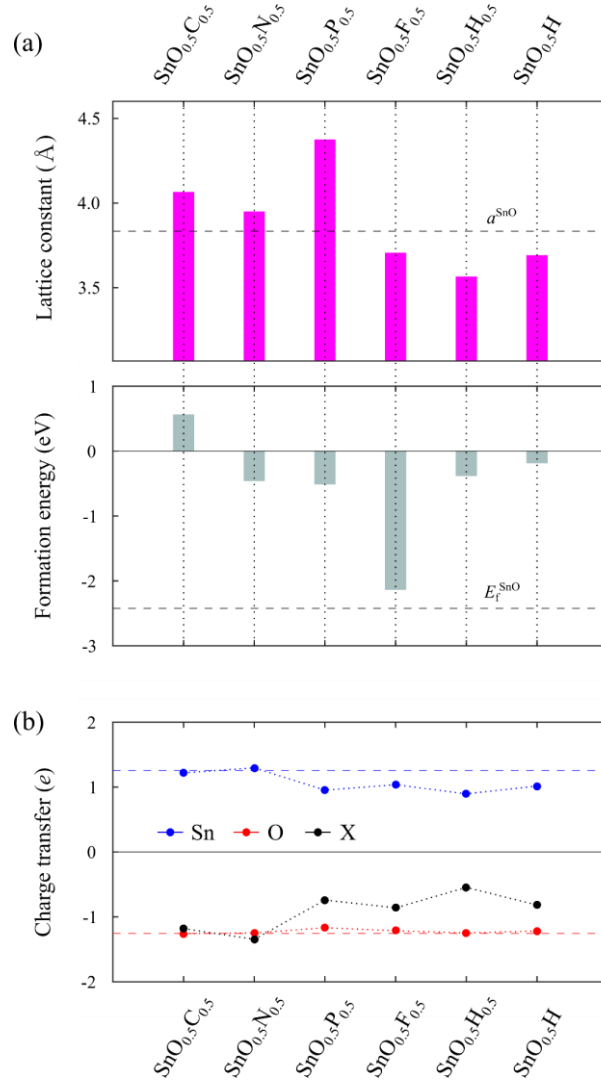 (a)
SnO0.5C0.5 SnO0.5N0.5 SnO0.5P0.5 SnO0.5F0.5 SnO0.5H0.5 SnO0.5H
Lattice constant (Å)
4.5
4.0
3.5
a^SnO
Formation energy (eV)
1
0
-1
-2
-3
E_f^SnO
(b)
Charge transfer (e)
2
1
0
-1
-2
Sn O X
SnO0.5C0.5 SnO0.5N0.5 SnO0.5P0.5 SnO0.5F0.5 SnO0.5H0.5 SnO0.5H